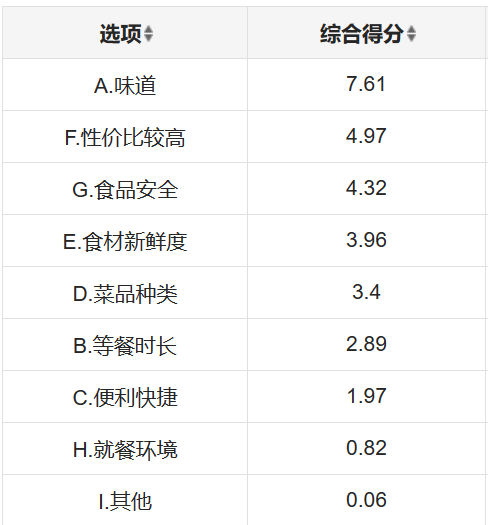 选项 综合得分
A.味道 7.61
F.性价比较高 4.97
G.食品安全 4.32
E.食材新鲜度 3.96
D.菜品种类 3.4
B.等餐时长 2.89
C.便利快捷 1.97
H.就餐环境 0.82
I.其他 0.06